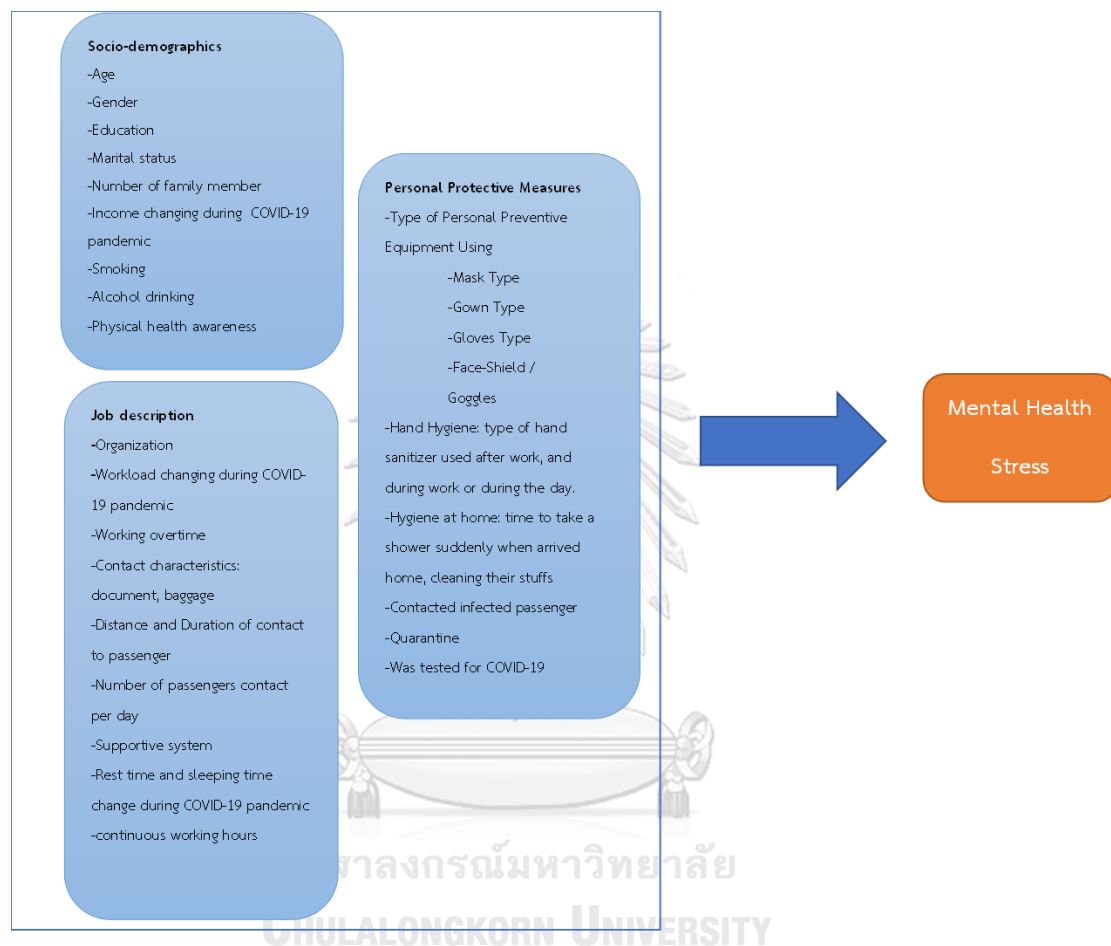 Socio-demographics
-Age
-Gender
-Education
-Marital status
-Number of family member
-Income changing during COVID-19
pandemic
-Smoking
-Alcohol drinking
-Physical health awareness
Job description
-Organization
-Workload changing during COVID-
19 pandemic
-Working overtime
-Contact characteristics:
document, baggage
-Distance and Duration of contact
to passenger
-Number of passengers contact
per day
-Supportive system
-Rest time and sleeping time
change during COVID-19 pandemic
-continuous working hours
Personal Protective Measures
-Type of Personal Preventive
Equipment Using
-Mask Type
-Gown Type
-Gloves Type
-Face-Shield /
Goggles
-Hand Hygiene: type of hand
sanitizer used after work, and
during work or during the day.
-Hygiene at home: time to take a
shower suddenly when arrived
home, cleaning their stuffs
-Contacted infected passenger
-Quarantine
-Was tested for COVID-19
Mental Health
Stress
าลงกรณ์มหาวิทยาลัย
CHULALONGKORN UNIVERSITY